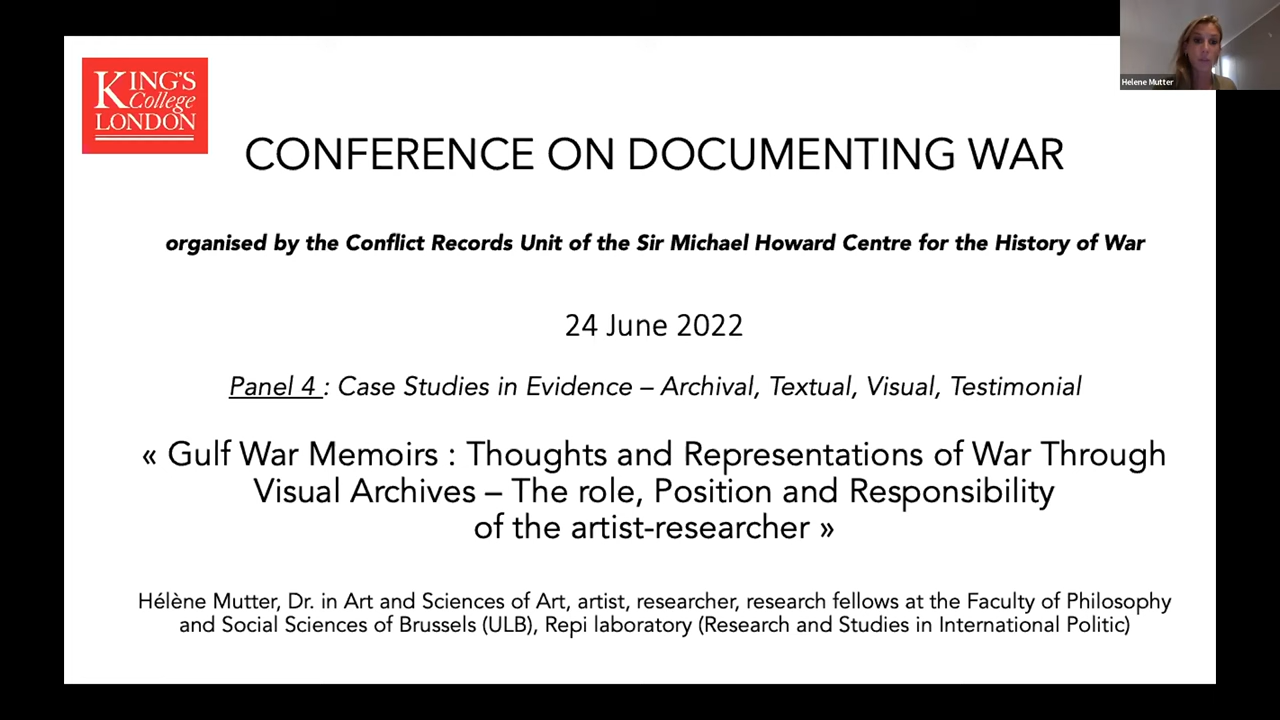 Helene Mutter
KING'S
College
LONDON
CONFERENCE ON DOCUMENTING WAR
organised by the Conflict Records Unit of the Sir Michael Howard Centre for the History of War
24 June 2022
Panel 4 : Case Studies in Evidence – Archival, Textual, Visual, Testimonial
« Gulf War Memoirs : Thoughts and Representations of War Through
Visual Archives – The role, Position and Responsibility
of the artist-researcher »
Hélène Mutter, Dr. in Art and Sciences of Art, artist, researcher, research fellows at the Faculty of Philosophy
and Social Sciences of Brussels (ULB), Repi laboratory (Research and Studies in International Politic)